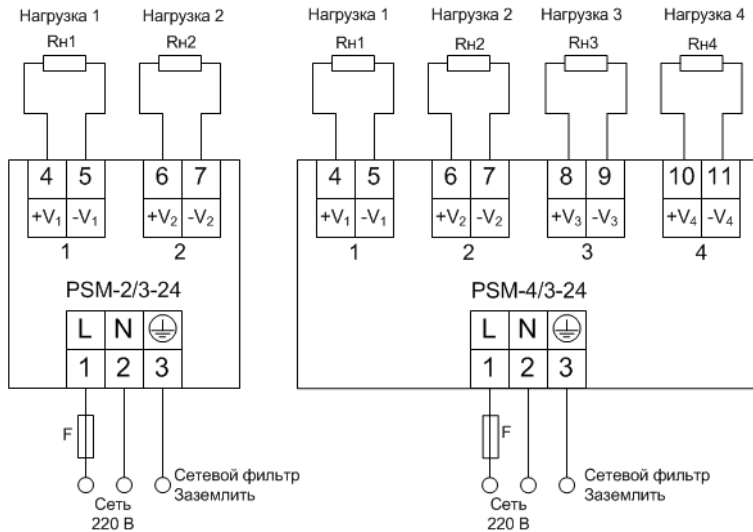 Нагрузка 1 Нагрузка 2
Rн1 Rн2
4 5 6 7
+V1 -V1 +V2 -V2
1 2
PSM-2/3-24
L N
1 2 3
F
Сетевой фильтр
Заземлить
Сеть
220 В
Нагрузка 1 Нагрузка 2 Нагрузка 3 Нагрузка 4
Rн1 Rн2 Rн3 Rн4
4 5 6 7 8 9 10 11
+V1 -V1 +V2 -V2 +V3 -V3 +V4 -V4
1 2 3 4
PSM-4/3-24
L N
1 2 3
F
Сетевой фильтр
Заземлить
Сеть
220 В